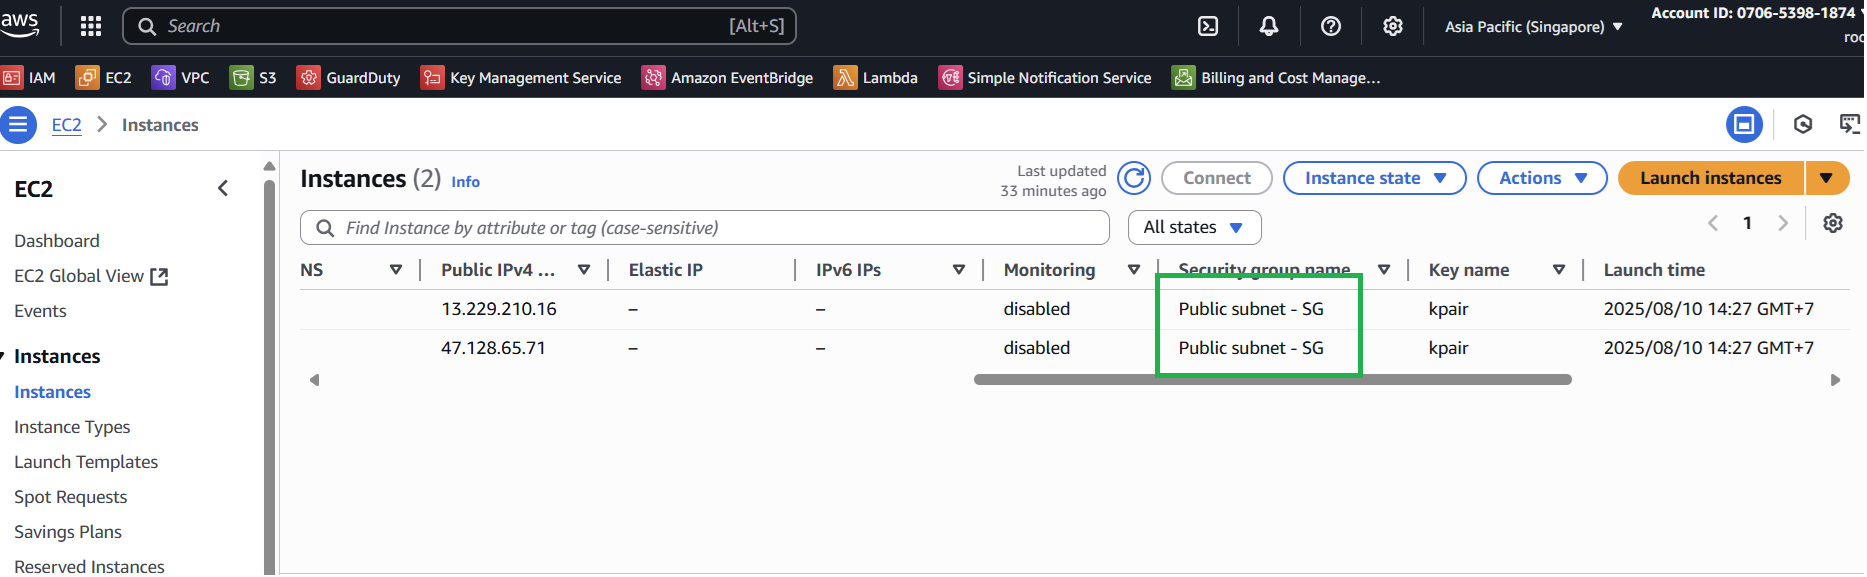 aws
Search [Alt+S]
Asia Pacific (Singapore)
Account ID: 0706-5398-1874
IAM EC2 VPC S3 GuardDuty Key Management Service Amazon EventBridge Lambda Simple Notification Service Billing and Cost Manage...
EC2 > Instances
EC2
Dashboard
EC2 Global View
Events
Instances
Instances
Instance Types
Launch Templates
Spot Requests
Savings Plans
Reserved Instances
Instances (2) Info
Last updated
33 minutes ago
Connect Instance state Actions Launch instances
Find Instance by attribute or tag (case-sensitive)
All states
1
NS Public IPv4 ... Elastic IP IPv6 IPs Monitoring Security group name Key name Launch time
13.229.210.16 – – disabled Public subnet - SG kpair 2025/08/10 14:27 GMT+7
47.128.65.71 – – disabled Public subnet - SG kpair 2025/08/10 14:27 GMT+7